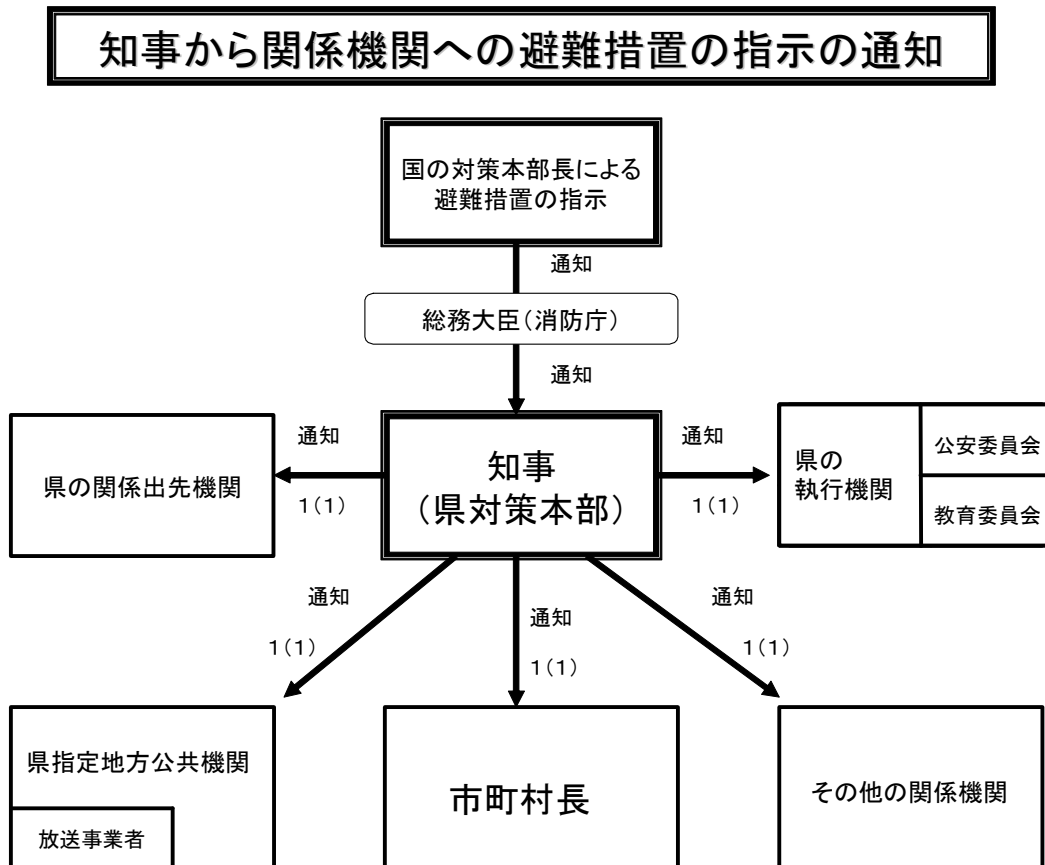 知事から関係機関への避難措置の指示の通知
国の対策本部長による
避難措置の指示
通知
総務大臣（消防庁）
通知
県の関係出先機関
通知
1(1)
知事
（県対策本部）
通知
1(1)
県の
執行機関
公安委員会
教育委員会
通知
1(1)
通知
1(1)
通知
1(1)
県指定地方公共機関
放送事業者
市町村長
その他の関係機関